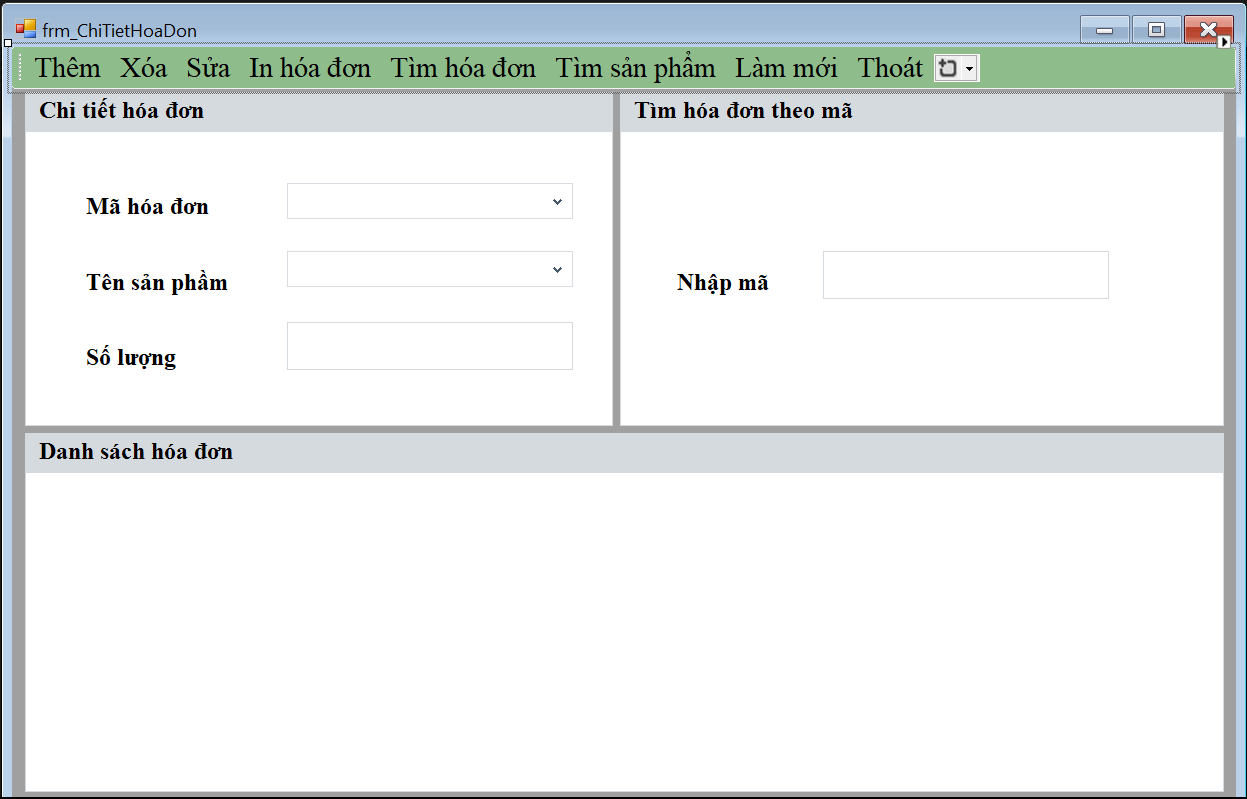 frm_ChiTietHoaDon
Thêm Xóa Sửa In hóa đơn Tìm hóa đơn Tìm sản phẩm Làm mới Thoát
Chi tiết hóa đơn
Tìm hóa đơn theo mã
Mã hóa đơn
Tên sản phẩm
Nhập mã
Số lượng
Danh sách hóa đơn